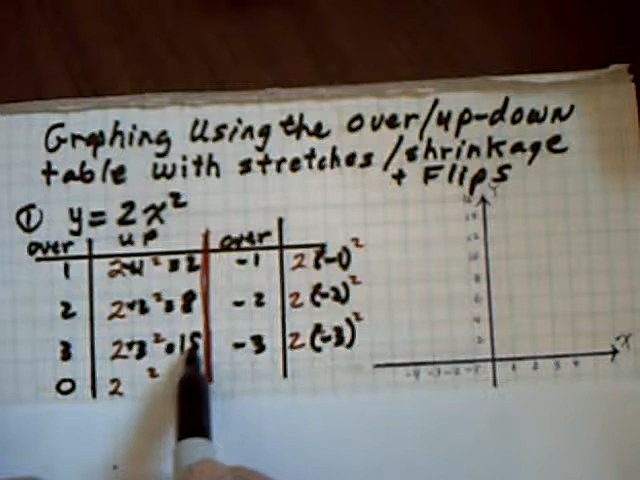 Graphing Using the over/up-down
table with stretches/shrinkage
+ Flips
① y = 2x²
over up over
1 2·1² = 2 -1 2(-1)²
2 2·2² = 8 -2 2(-2)²
3 2·3² = 18 -3 2(-3)²
0 2 ²
y
x